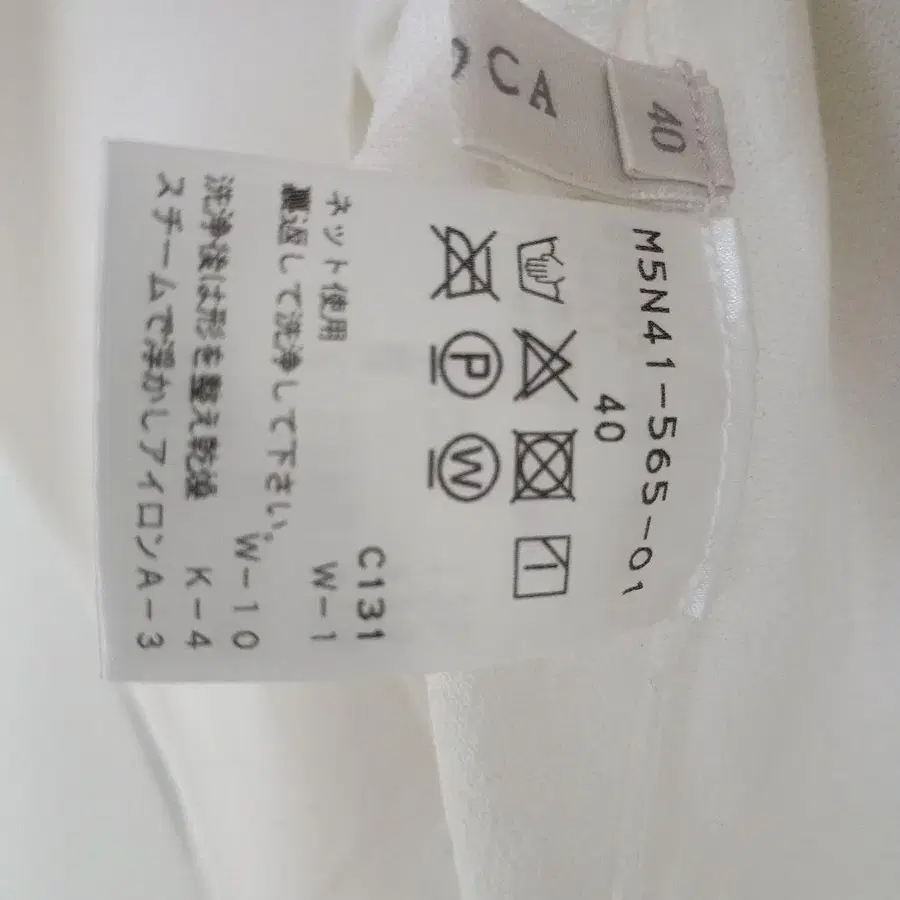 CA
40
M5N41-565-01
40
P
W
C131
ネット使用 W-1
裏返して洗浄して下さい。
W-10
洗浄後は形を整え乾燥 K-4
スチームで浮かしアイロンA-3